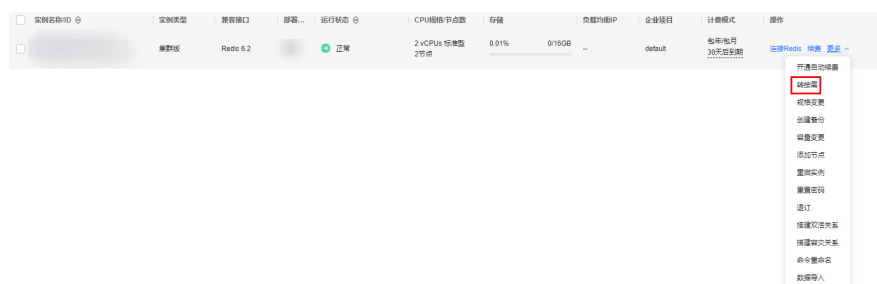 实例名称/ID 实例类型 兼容接口 部署... 运行状态 CPU规格/节点数 存储 负载均衡IP 企业项目 计费模式 操作
集群版 Redis 6.2 正常 2 vCPUs 标准型 0.01% 0/16GB -- default 包年/包月 连接Redis 续费 更多
2节点 30天后到期
开通自动续费
转按需
规格变更
创建备份
容量变更
添加节点
重启实例
重置密码
退订
搭建双活关系
搭建容灾关系
命令重命名
数据导入